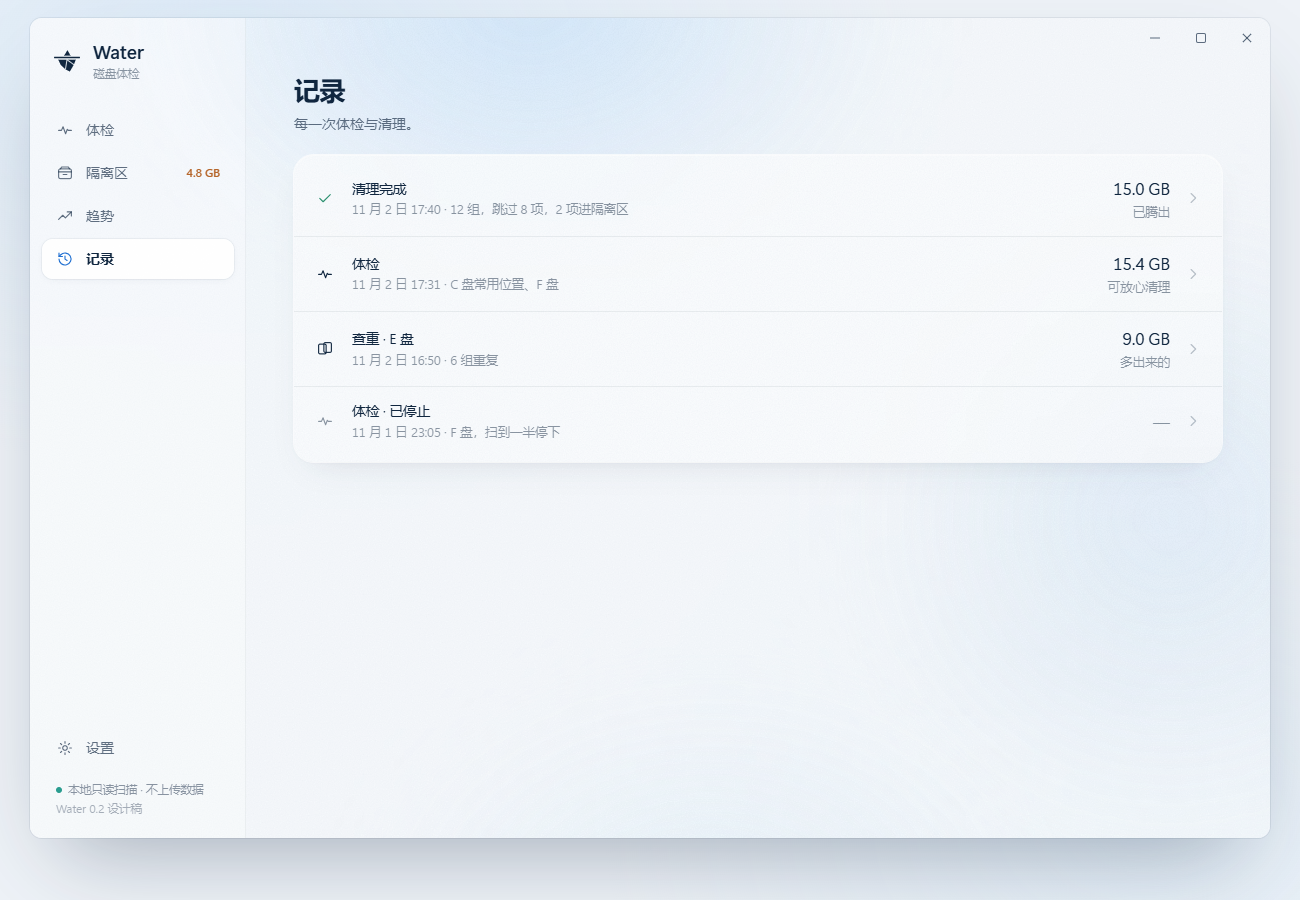 Water
磁盘体检
体检
隔离区 4.8 GB
趋势
记录
设置
本地只读扫描 · 不上传数据
Water 0.2 设计稿
记录
每一次体检与清理。
清理完成
11 月 2 日 17:40 · 12 组，跳过 8 项，2 项进隔离区
15.0 GB
已腾出
体检
11 月 2 日 17:31 · C 盘常用位置、F 盘
15.4 GB
可放心清理
查重 · E 盘
11 月 2 日 16:50 · 6 组重复
9.0 GB
多出来的
体检 · 已停止
11 月 1 日 23:05 · F 盘，扫到一半停下
—